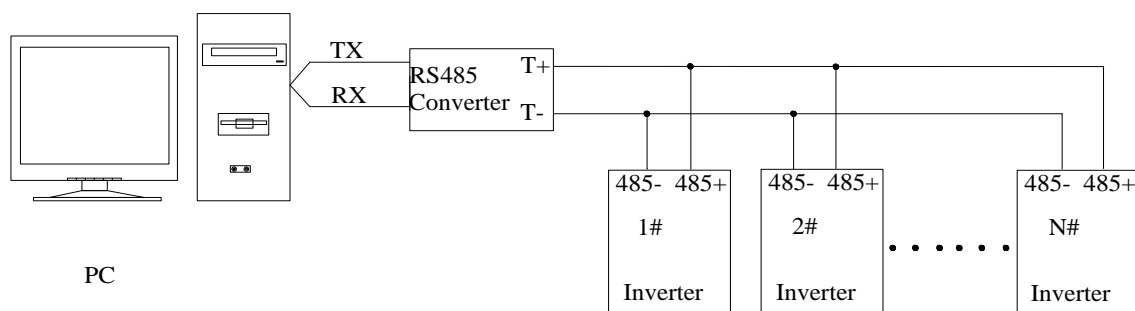 TX
RX
RS485
Converter
T+
T-
485- 485+
1#
Inverter
485- 485+
2#
Inverter
485- 485+
N#
Inverter
PC